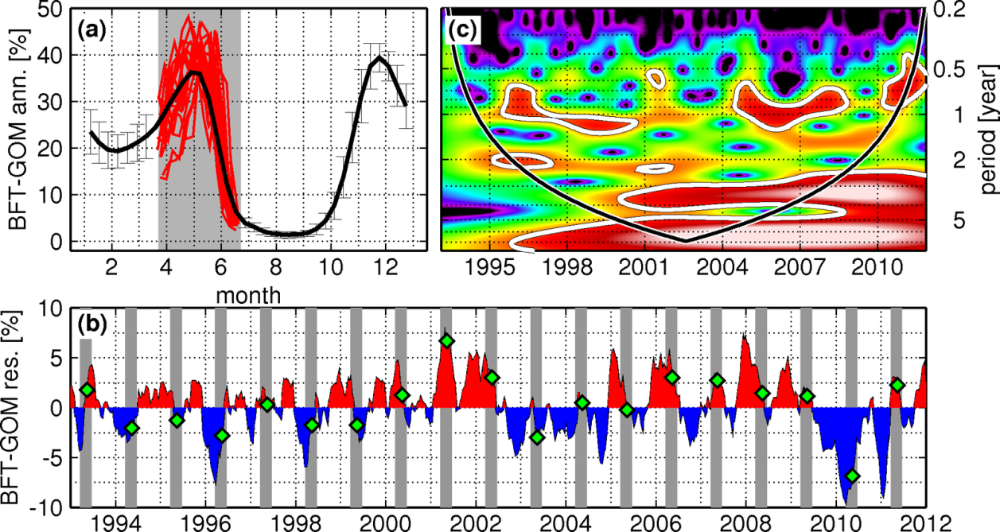 (a)
BFT-GOM ann. [%]
50
40
30
20
10
0
2 4 6 8 10 12
month
(c)
0.2
0.5
1
2
5
period [year]
1995 1998 2001 2004 2007 2010
(b)
BFT-GOM res. [%]
10
5
0
-5
-10
1994 1996 1998 2000 2002 2004 2006 2008 2010 2012